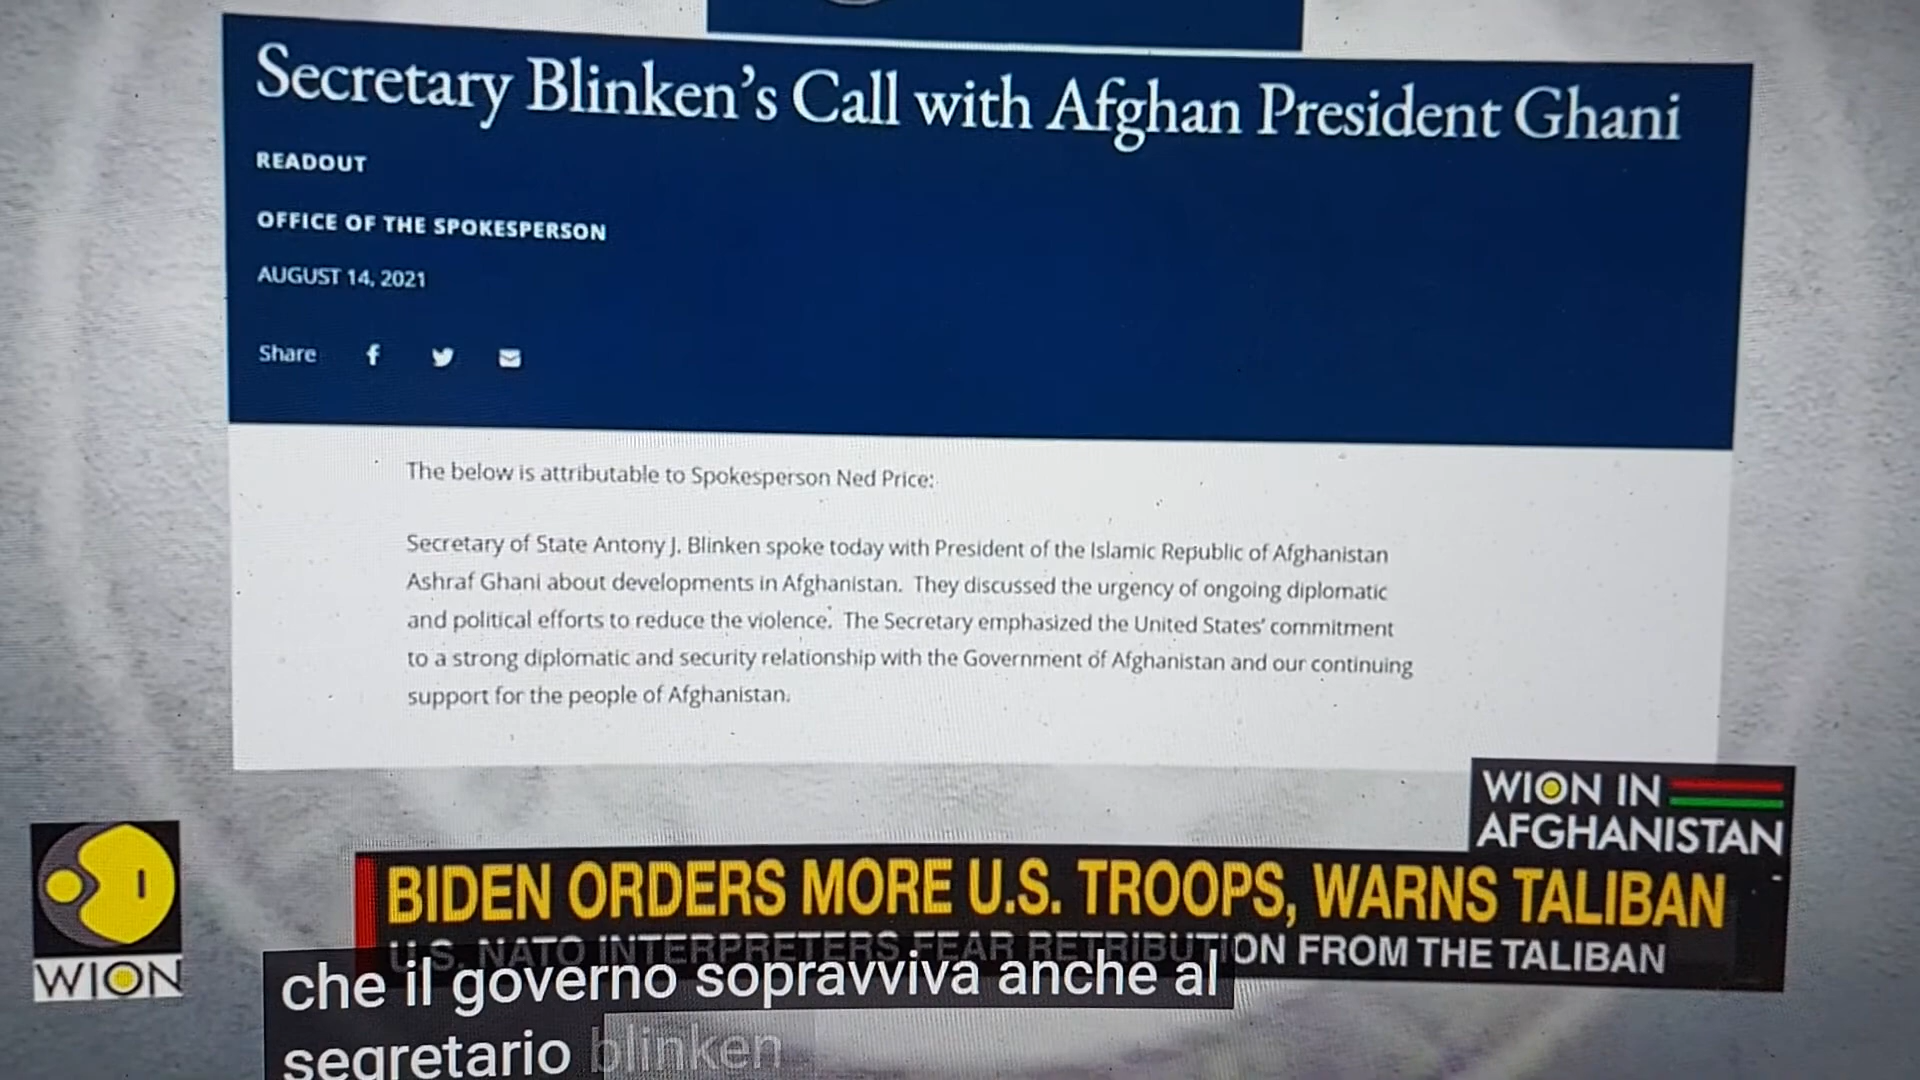 Secretary Blinken's Call with Afghan President Ghani
READOUT
OFFICE OF THE SPOKESPERSON
AUGUST 14, 2021
Share
The below is attributable to Spokesperson Ned Price:
Secretary of State Antony J. Blinken spoke today with President of the Islamic Republic of Afghanistan
Ashraf Ghani about developments in Afghanistan. They discussed the urgency of ongoing diplomatic
and political efforts to reduce the violence. The Secretary emphasized the United States' commitment
to a strong diplomatic and security relationship with the Government of Afghanistan and our continuing
support for the people of Afghanistan.
WION IN
AFGHANISTAN
BIDEN ORDERS MORE U.S. TROOPS, WARNS TALIBAN
U.S. NATO INTERPRETERS FEAR RETRIBUTION FROM THE TALIBAN
WION
che il governo sopravviva anche al
segretario blinken